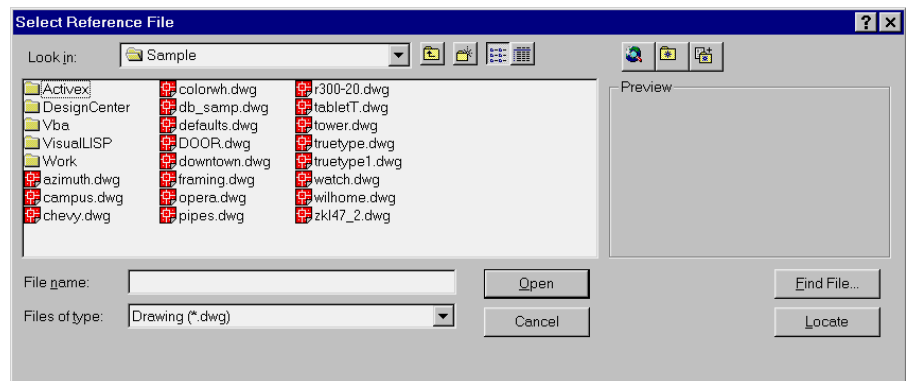 Select Reference File
Look in: Sample
Activex colorwh.dwg r300-20.dwg
DesignCenter db_samp.dwg tabletT.dwg
Vba defaults.dwg tower.dwg
VisualLISP DOOR.dwg truetype.dwg
Work downtown.dwg truetype1.dwg
azimuth.dwg framing.dwg watch.dwg
campus.dwg opera.dwg wilhome.dwg
chevy.dwg pipes.dwg zkl47_2.dwg
Preview
File name: Open Find File...
Files of type: Drawing (*.dwg) Cancel Locate